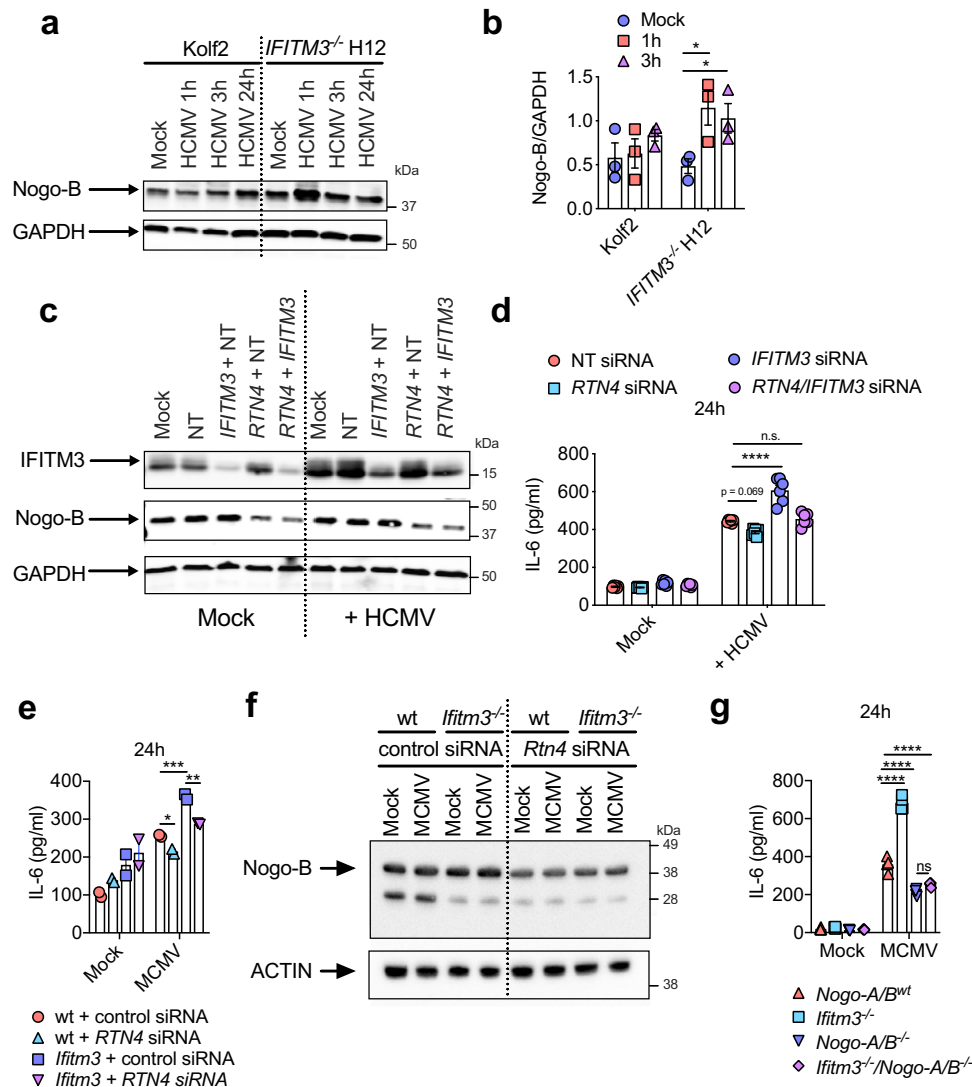 a
Kolf2
IFITM3-/- H12
Mock
HCMV 1h
HCMV 3h
HCMV 24h
Mock
HCMV 1h
HCMV 3h
HCMV 24h
kDa
Nogo-B
37
GAPDH
50
b
Mock
1h
3h
*
*
Nogo-B/GAPDH
1.5
1.0
0.5
0.0
Kolf2
IFITM3-/- H12
c
Mock
NT
IFITM3 + NT
RTN4 + NT
RTN4 + IFITM3
Mock
NT
IFITM3 + NT
RTN4 + NT
RTN4 + IFITM3
kDa
IFITM3
15
50
Nogo-B
37
GAPDH
50
Mock
+ HCMV
d
NT siRNA
IFITM3 siRNA
RTN4 siRNA
RTN4/IFITM3 siRNA
24h
n.s.
****
p = 0.069
IL-6 (pg/ml)
800
600
400
200
0
Mock
+ HCMV
e
24h
***
**
*
IL-6 (pg/ml)
400
300
200
100
0
Mock
MCMV
wt + control siRNA
wt + RTN4 siRNA
Ifitm3 + control siRNA
Ifitm3 + RTN4 siRNA
f
wt
Ifitm3-/-
wt
Ifitm3-/-
control siRNA
Rtn4 siRNA
Mock
MCMV
Mock
MCMV
Mock
MCMV
Mock
MCMV
kDa
49
Nogo-B
38
28
ACTIN
38
g
24h
****
****
****
ns
IL-6 (pg/ml)
800
600
400
200
0
Mock
MCMV
Nogo-A/Bwt
Ifitm3-/-
Nogo-A/B-/-
Ifitm3-/-/Nogo-A/B-/-